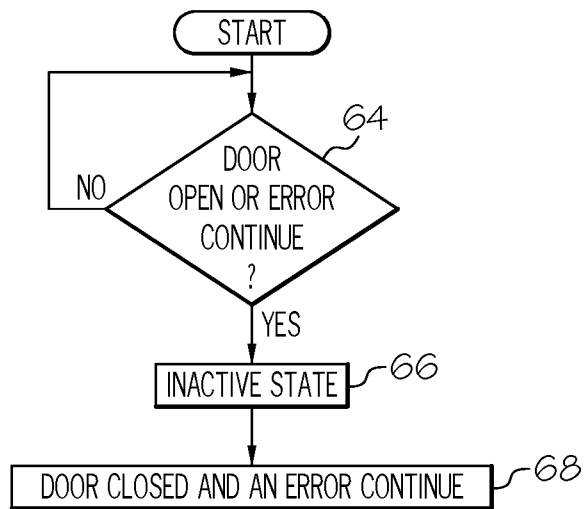 START
64
DOOR
OPEN OR ERROR
CONTINUE
?
NO
YES
INACTIVE STATE
66
DOOR CLOSED AND AN ERROR CONTINUE
68